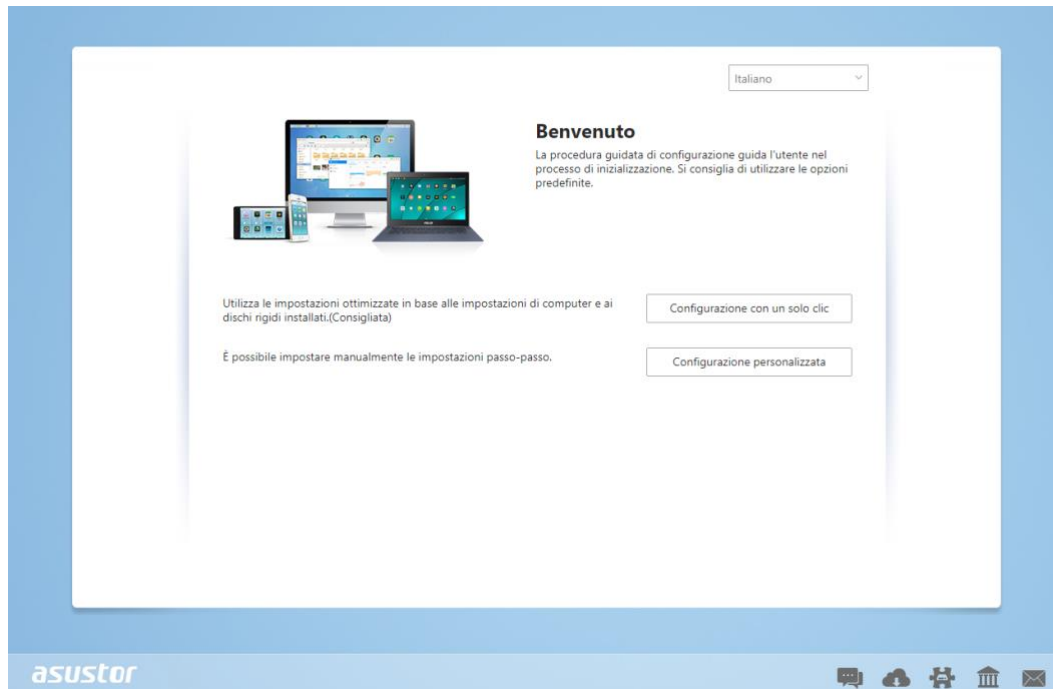 Italiano
Benvenuto
La procedura guidata di configurazione guida l'utente nel
processo di inizializzazione. Si consiglia di utilizzare le opzioni
predefinite.
Utilizza le impostazioni ottimizzate in base alle impostazioni di computer e ai
dischi rigidi installati.(Consigliata)
Configurazione con un solo clic
È possibile impostare manualmente le impostazioni passo-passo.
Configurazione personalizzata
asustor